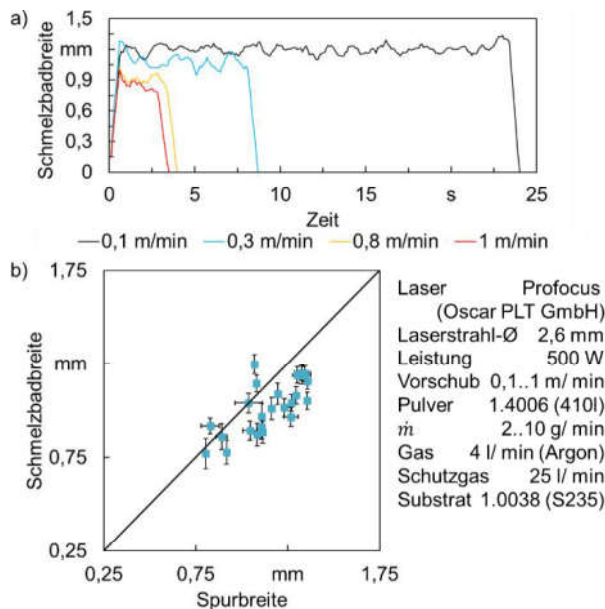 a)
1,5
mm
0,9
0,6
0,3
0
Schmelzbadbreite
0 5 10 15 s 25
Zeit
0,1 m/min 0,3 m/min 0,8 m/min 1 m/min
b)
1,75
mm
0,75
0,25
Schmelzbadbreite
0,25 0,75 mm 1,75
Spurbreite
Laser Profocus
(Oscar PLT GmbH)
Laserstrahl-Ø 2,6 mm
Leistung 500 W
Vorschub 0,1..1 m/ min
Pulver 1.4006 (410l)
ṁ 2..10 g/ min
Gas 4 l/ min (Argon)
Schutzgas 25 l/ min
Substrat 1.0038 (S235)